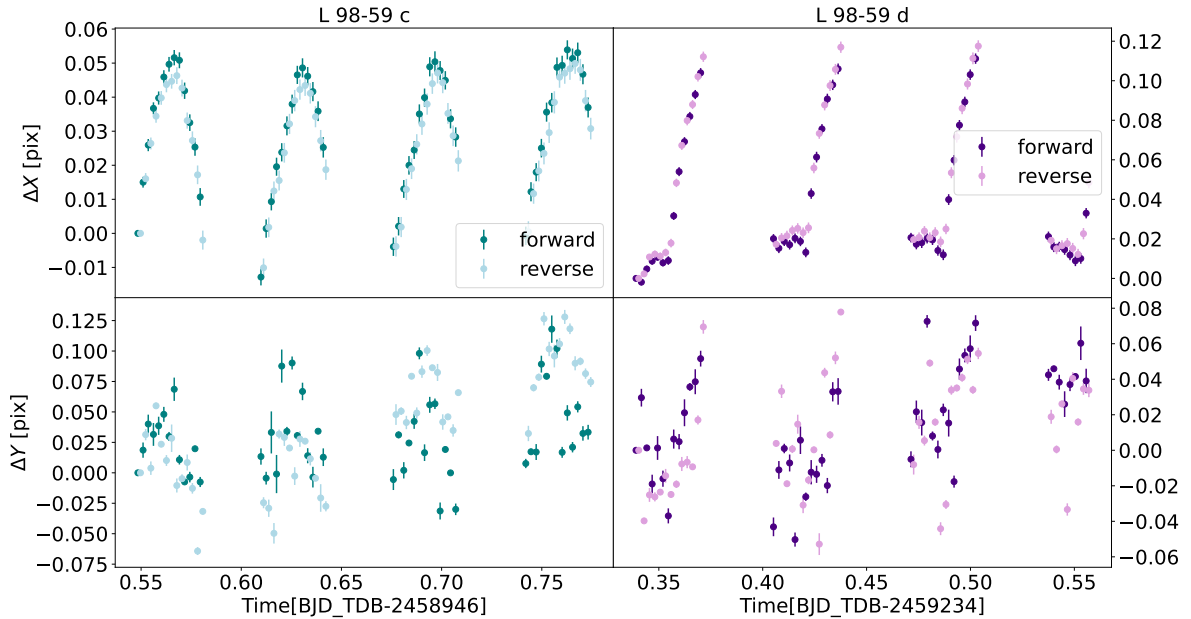 L 98-59 c
L 98-59 d
ΔX [pix]
0.06
0.05
0.04
0.03
0.02
0.01
0.00
−0.01
forward
reverse
0.12
0.10
0.08
0.06
0.04
0.02
0.00
forward
reverse
ΔY [pix]
0.125
0.100
0.075
0.050
0.025
0.000
−0.025
−0.050
−0.075
0.08
0.06
0.04
0.02
0.00
−0.02
−0.04
−0.06
0.55 0.60 0.65 0.70 0.75
0.35 0.40 0.45 0.50 0.55
Time[BJD_TDB-2458946]
Time[BJD_TDB-2459234]